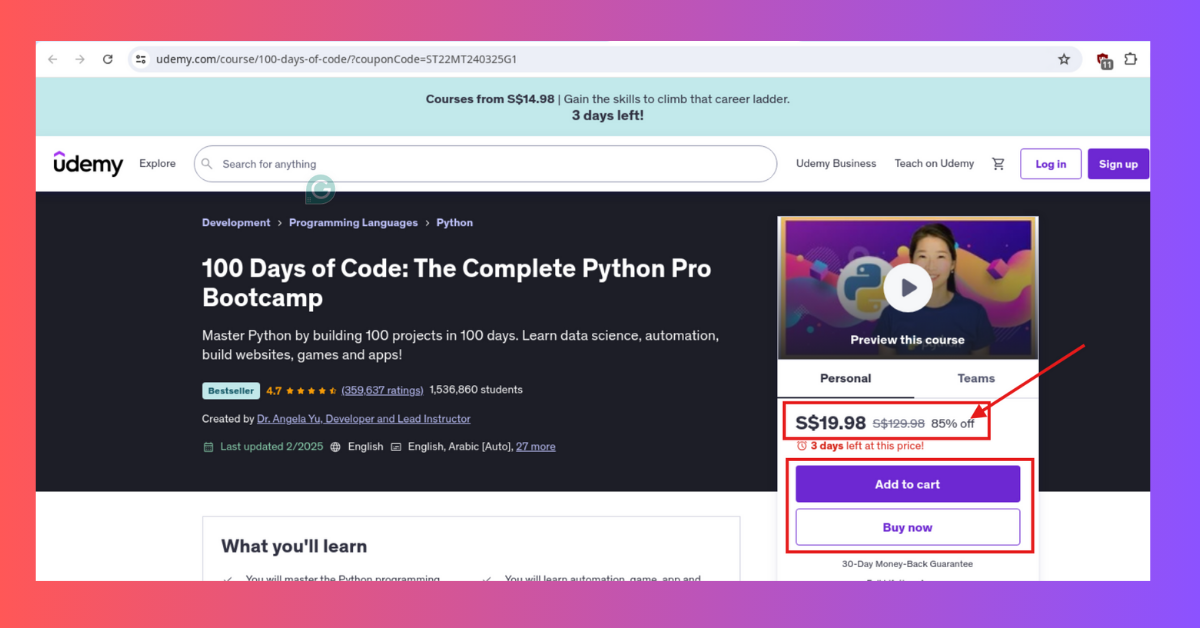 udemy.com/course/100-days-of-code/?couponCode=ST22MT240325G1
11
Courses from S$14.98 | Gain the skills to climb that career ladder.
3 days left!
ûdemy
Explore
Search for anything
Udemy Business
Teach on Udemy
Log in
Sign up
G
Development > Programming Languages > Python
100 Days of Code: The Complete Python Pro
Bootcamp
Master Python by building 100 projects in 100 days. Learn data science, automation,
build websites, games and apps!
Bestseller 4.7 (359,637 ratings) 1,536,860 students
Created by Dr. Angela Yu, Developer and Lead Instructor
Last updated 2/2025 English English, Arabic [Auto], 27 more
Preview this course
Personal
Teams
S$19.98 S$129.98 85% off
3 days left at this price!
Add to cart
Buy now
30-Day Money-Back Guarantee
What you'll learn
You will master the Python programming
You will learn automation, game, app and